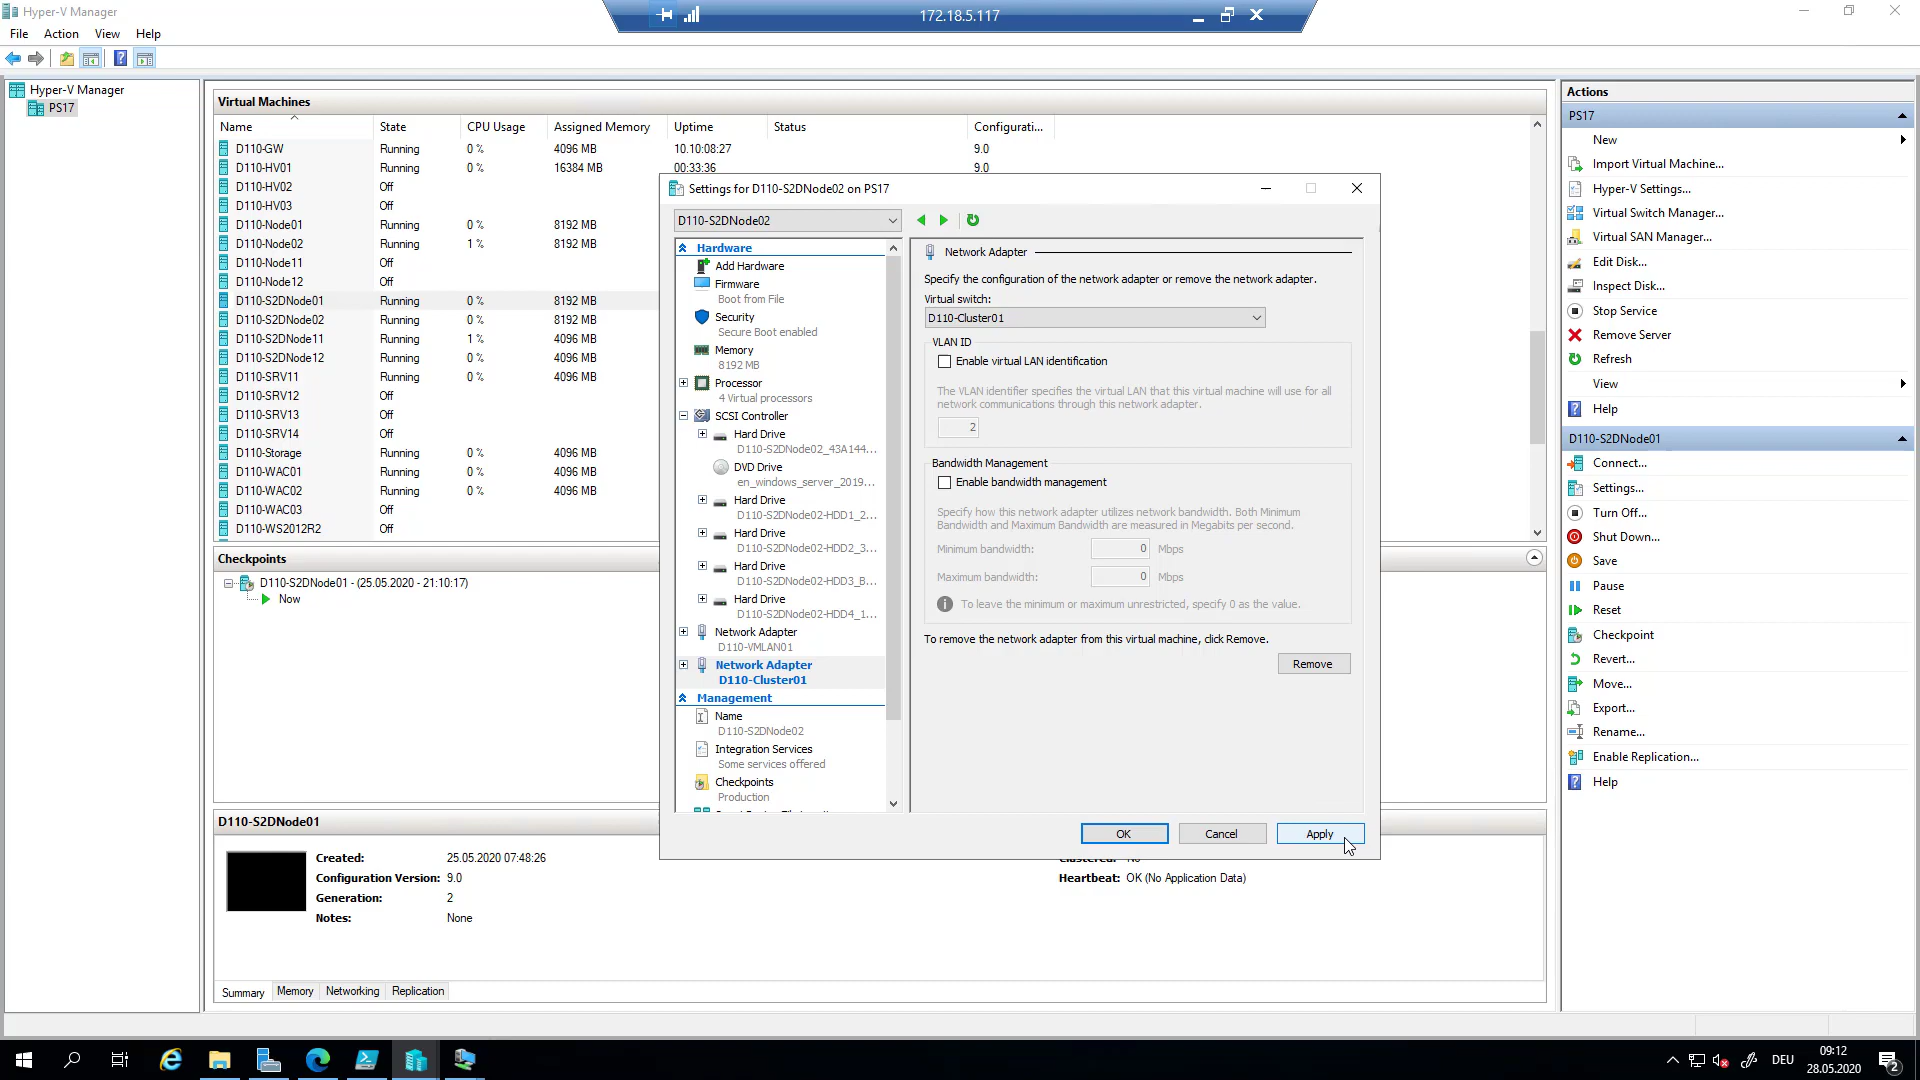 Hyper-V Manager
172.18.5.117
File Action View Help
Hyper-V Manager
PS17
Virtual Machines
Name State CPU Usage Assigned Memory Uptime Status Configurati...
D110-GW Running 0 % 4096 MB 10.10:08:27 9.0
D110-HV01 Running 0 % 16384 MB 00:33:36 9.0
D110-HV02 Off
D110-HV03 Off
D110-Node01 Running 0 % 8192 MB
D110-Node02 Running 1 % 8192 MB
D110-Node11 Off
D110-Node12 Off
D110-S2DNode01 Running 0 % 8192 MB
D110-S2DNode02 Running 0 % 8192 MB
D110-S2DNode11 Running 1 % 4096 MB
D110-S2DNode12 Running 0 % 4096 MB
D110-SRV11 Running 0 % 4096 MB
D110-SRV12 Off
D110-SRV13 Off
D110-SRV14 Off
D110-Storage Running 0 % 4096 MB
D110-WAC01 Running 0 % 4096 MB
D110-WAC02 Running 0 % 4096 MB
D110-WAC03 Off
D110-WS2012R2 Off
Checkpoints
D110-S2DNode01 - (25.05.2020 - 21:10:17)
Now
D110-S2DNode01
Created: 25.05.2020 07:48:26
Configuration Version: 9.0
Generation: 2
Notes: None
Clustered: No
Heartbeat: OK (No Application Data)
Summary Memory Networking Replication
Settings for D110-S2DNode02 on PS17
D110-S2DNode02
Hardware
Add Hardware
Firmware
Boot from File
Security
Secure Boot enabled
Memory
8192 MB
Processor
4 Virtual processors
SCSI Controller
Hard Drive
D110-S2DNode02_43A144...
DVD Drive
en_windows_server_2019...
Hard Drive
D110-S2DNode02-HDD1_2...
Hard Drive
D110-S2DNode02-HDD2_3...
Hard Drive
D110-S2DNode02-HDD3_B...
Hard Drive
D110-S2DNode02-HDD4_1...
Network Adapter
D110-VMLAN01
Network Adapter
D110-Cluster01
Management
Name
D110-S2DNode02
Integration Services
Some services offered
Checkpoints
Production
Network Adapter
Specify the configuration of the network adapter or remove the network adapter.
Virtual switch:
D110-Cluster01
VLAN ID
Enable virtual LAN identification
The VLAN identifier specifies the virtual LAN that this virtual machine will use for all
network communications through this network adapter.
2
Bandwidth Management
Enable bandwidth management
Specify how this network adapter utilizes network bandwidth. Both Minimum
Bandwidth and Maximum Bandwidth are measured in Megabits per second.
Minimum bandwidth: 0 Mbps
Maximum bandwidth: 0 Mbps
To leave the minimum or maximum unrestricted, specify 0 as the value.
To remove the network adapter from this virtual machine, click Remove.
Remove
OK Cancel Apply
Actions
PS17
New
Import Virtual Machine...
Hyper-V Settings...
Virtual Switch Manager...
Virtual SAN Manager...
Edit Disk...
Inspect Disk...
Stop Service
Remove Server
Refresh
View
Help
D110-S2DNode01
Connect...
Settings...
Turn Off...
Shut Down...
Save
Pause
Reset
Checkpoint
Revert...
Move...
Export...
Rename...
Enable Replication...
Help
DEU
09:12
28.05.2020
2